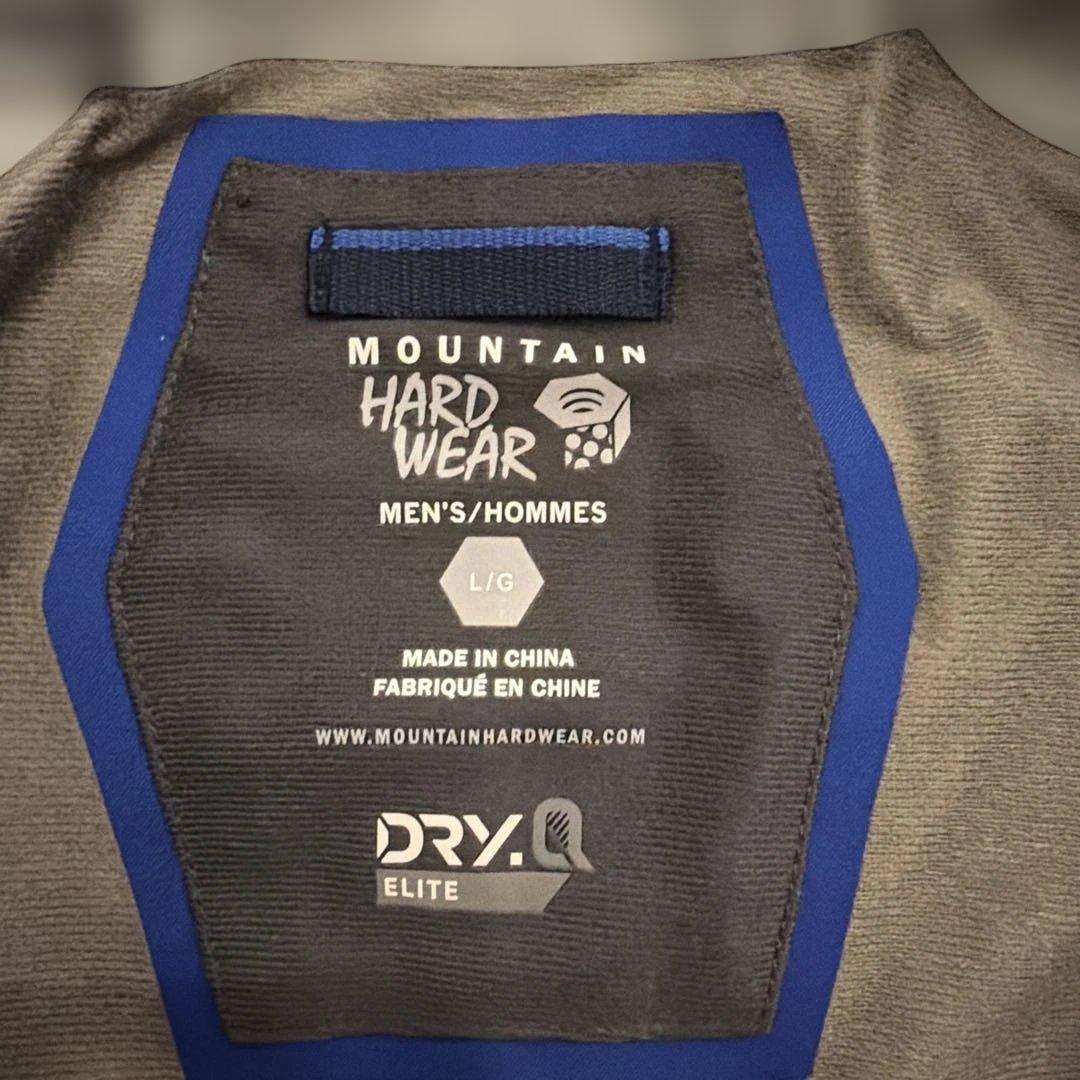 MOUNTAIN
HARD
WEAR
MEN'S/HOMMES
L/G
MADE IN CHINA
FABRIQUÉ EN CHINE
WWW.MOUNTAINHARDWEAR.COM
DRY.Q
ELITE